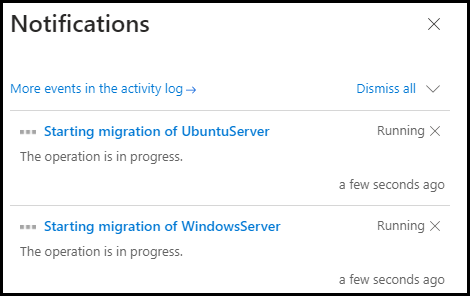 Notifications
More events in the activity log → Dismiss all
Starting migration of UbuntuServer Running
The operation is in progress.
a few seconds ago
Starting migration of WindowsServer Running
The operation is in progress.
a few seconds ago